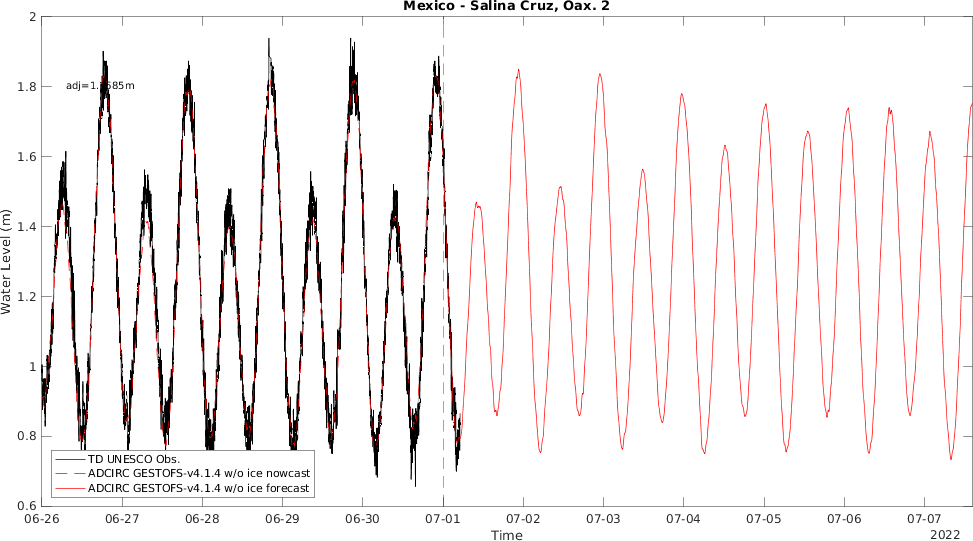 Mexico - Salina Cruz, Oax. 2
Water Level (m)
2
1.8
1.6
1.4
1.2
1
0.8
0.6
TD UNESCO Obs.
ADCIRC GESTOFS-v4.1.4 w/o ice nowcast
ADCIRC GESTOFS-v4.1.4 w/o ice forecast
06-26 06-27 06-28 06-29 06-30 07-01 07-02 07-03 07-04 07-05 07-06 07-07
Time
2022